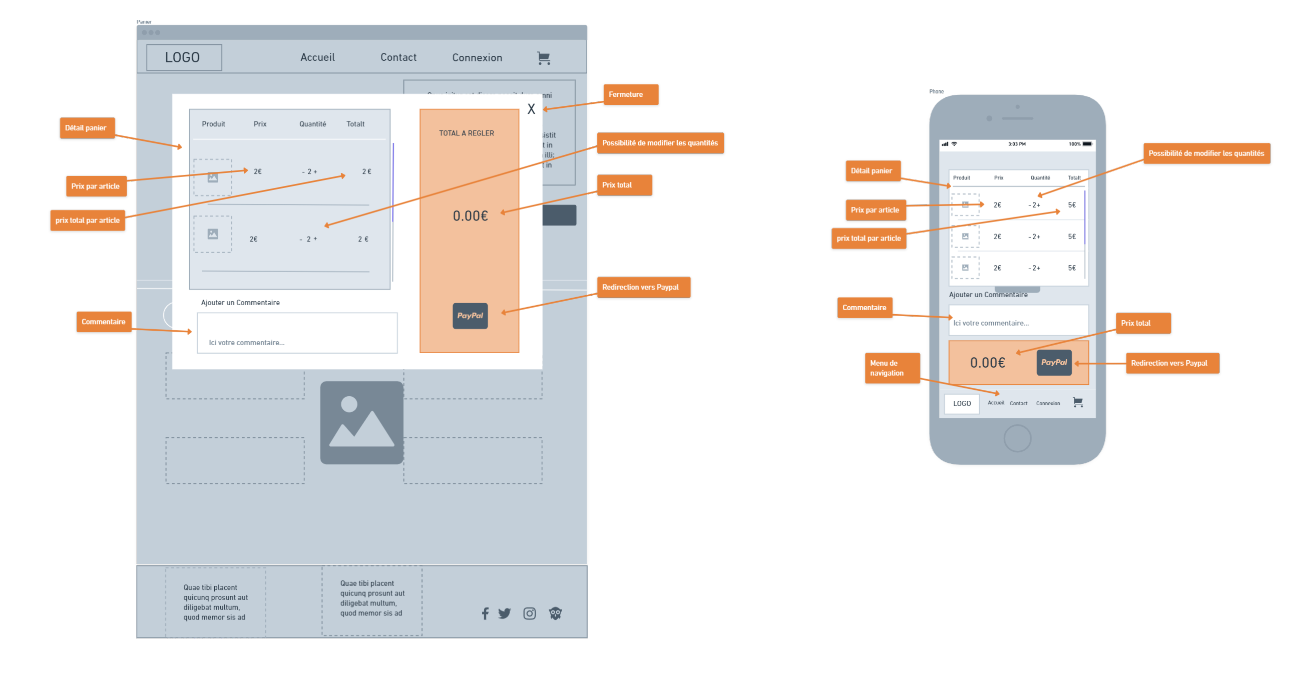 Panier
LOGO
Accueil
Contact
Connexion
X
Fermeture
Détail panier
Produit
Prix
Quantité
Totalt
TOTAL A REGLER
Possibilité de modifier les quantités
Prix par article
2€
- 2 +
2 €
Prix total
prix total par article
0.00€
2€
- 2 +
2 €
Redirection vers Paypal
Ajouter un Commentaire
Commentaire
PayPal
Ici votre commentaire...
Quae tibi placent
quicunq prosunt aut
diligebat multum,
quod memor sis ad
Quae tibi placent
quicunq prosunt aut
diligebat multum,
quod memor sis ad
Phone
3:03 PM
100%
Possibilité de modifier les quantités
Détail panier
Produit
Prix
Quantité
Totalt
Prix par article
2€
- 2+
5€
prix total par article
2€
- 2+
5€
2€
- 2+
5€
Ajouter un Commentaire
Commentaire
Ici votre commentaire...
Prix total
0.00€
PayPal
Redirection vers Paypal
Menu de
navigation
LOGO
Accueil
Contact
Connexion